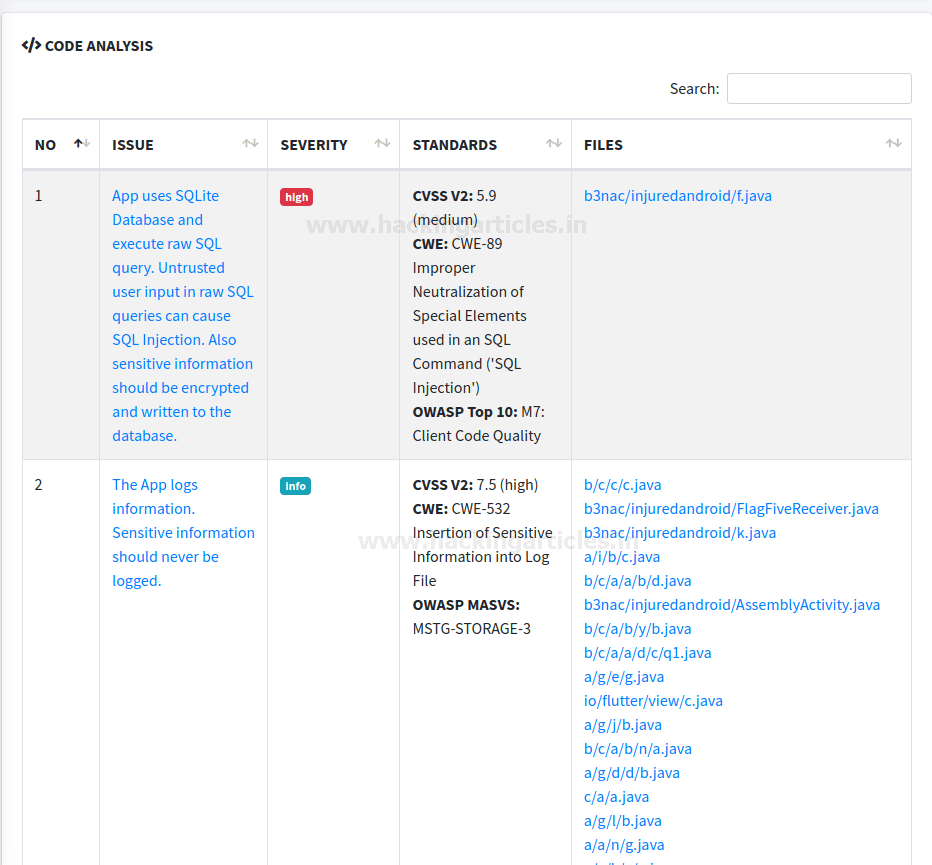 </> CODE ANALYSIS
Search:
NO ISSUE SEVERITY STANDARDS FILES
1
App uses SQLite
Database and
execute raw SQL
query. Untrusted
user input in raw SQL
queries can cause
SQL Injection. Also
sensitive information
should be encrypted
and written to the
database.
high
CVSS V2: 5.9
(medium)
CWE: CWE-89
Improper
Neutralization of
Special Elements
used in an SQL
Command ('SQL
Injection')
OWASP Top 10: M7:
Client Code Quality
b3nac/injuredandroid/f.java
www.hackingarticles.in
2
The App logs
information.
Sensitive information
should never be
logged.
info
CVSS V2: 7.5 (high)
CWE: CWE-532
Insertion of Sensitive
Information into Log
File
OWASP MASVS:
MSTG-STORAGE-3
b/c/c/c.java
b3nac/injuredandroid/FlagFiveReceiver.java
b3nac/injuredandroid/k.java
a/i/b/c.java
b/c/a/a/b/d.java
b3nac/injuredandroid/AssemblyActivity.java
b/c/a/b/y/b.java
b/c/a/a/d/c/q1.java
a/g/e/g.java
io/flutter/view/c.java
a/g/j/b.java
b/c/a/b/n/a.java
a/g/d/d/b.java
c/a/a.java
a/g/l/b.java
a/a/n/g.java
www.hackingarticles.in